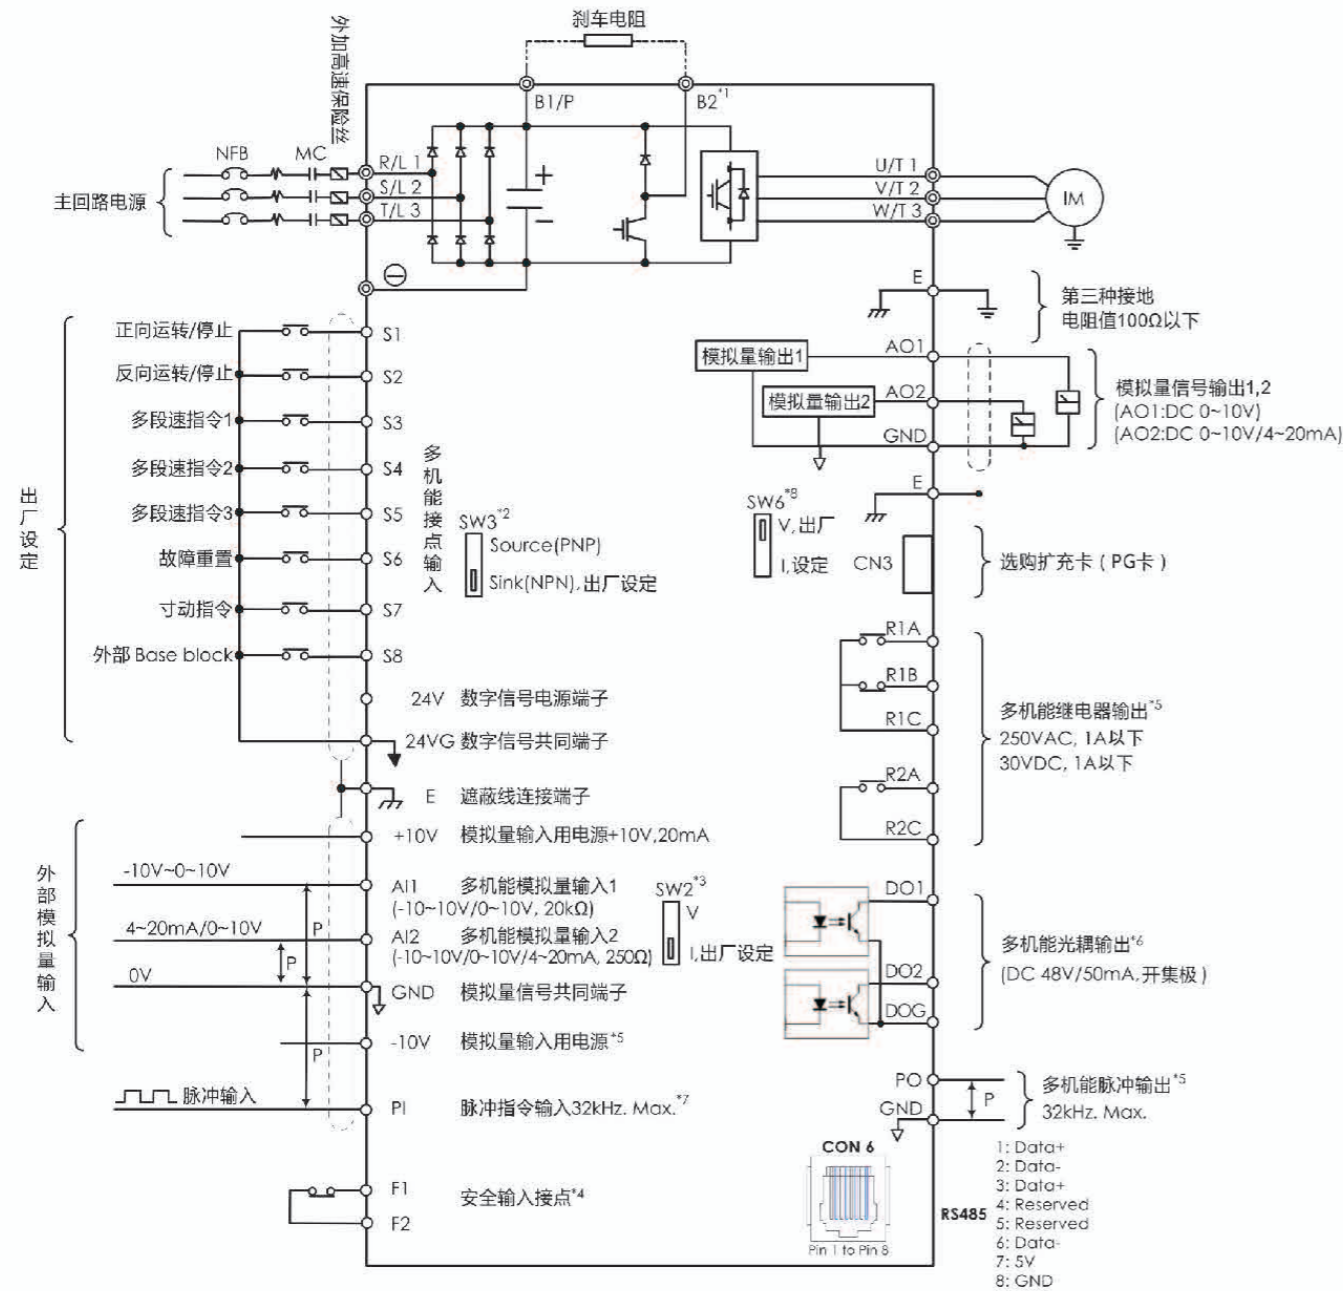 刹车电阻
外加高速保险丝
B1/P
B2*1
NFB
MC
主回路电源
R/L 1
S/L 2
T/L 3
+
−
U/T 1
V/T 2
W/T 3
IM
E
第三种接地
电阻值100Ω以下
出厂设定
正向运转/停止
S1
反向运转/停止
S2
多段速指令1
S3
多段速指令2
S4
多段速指令3
S5
故障重置
S6
寸动指令
S7
外部 Base block
S8
多机能接点输入
SW3*2
Source(PNP)
Sink(NPN),出厂设定
24V 数字信号电源端子
24VG 数字信号共同端子
E 遮蔽线连接端子
外部模拟量输入
+10V 模拟量输入用电源+10V,20mA
-10V~0~10V
AI1 多机能模拟量输入1
(-10~10V/0~10V, 20kΩ)
4~20mA/0~10V
AI2 多机能模拟量输入2
(-10~10V/0~10V/4~20mA, 250Ω)
SW2*3
V
I,出厂设定
P
P
0V
GND 模拟量信号共同端子
-10V 模拟量输入用电源*5
P
脉冲输入
PI 脉冲指令输入32kHz. Max.*7
F1
安全输入接点*4
F2
模拟量输出1
AO1
模拟量输出2
AO2
GND
模拟量信号输出1,2
(AO1:DC 0~10V)
(AO2:DC 0~10V/4~20mA)
E
SW6*8
V,出厂
I,设定
CN3
选购扩充卡 ( PG卡 )
R1A
R1B
R1C
R2A
R2C
多机能继电器输出*5
250VAC, 1A以下
30VDC, 1A以下
DO1
DO2
DOG
多机能光耦输出*6
(DC 48V/50mA,开集极 )
PO
GND
P
多机能脉冲输出*5
32kHz. Max.
CON 6
Pin 1 to Pin 8
RS485
1: Data+
2: Data-
3: Data+
4: Reserved
5: Reserved
6: Data-
7: 5V
8: GND